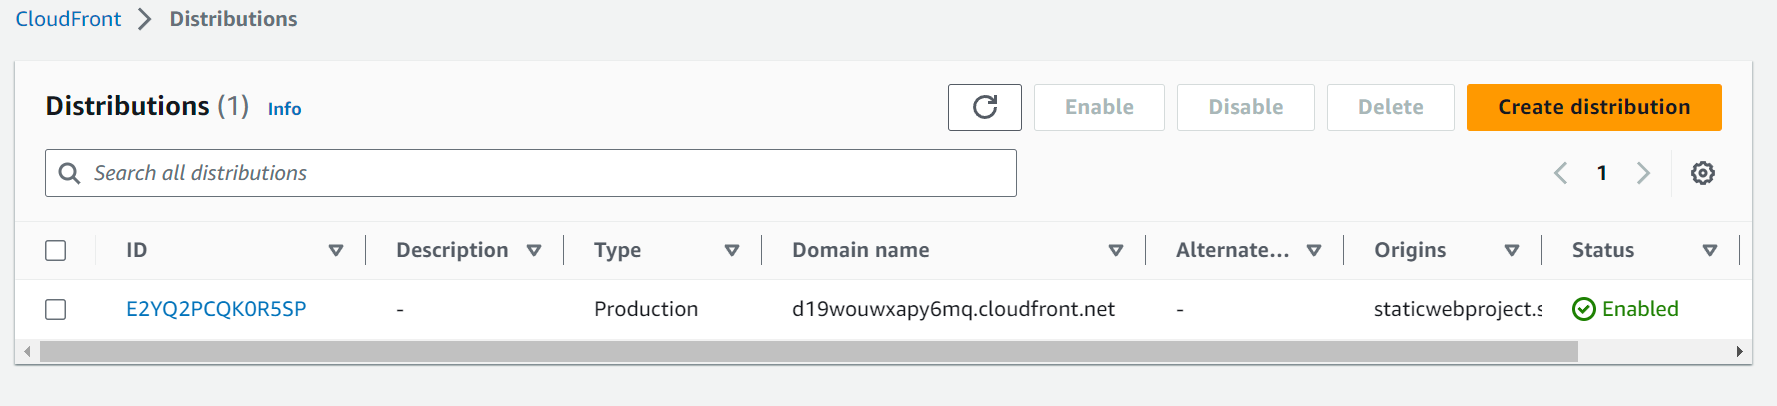 CloudFront > Distributions
Distributions (1) Info
Enable Disable Delete Create distribution
Search all distributions
1
ID Description Type Domain name Alternate... Origins Status
E2YQ2PCQK0R5SP - Production d19wouwxapy6mq.cloudfront.net - staticwebproject.s Enabled